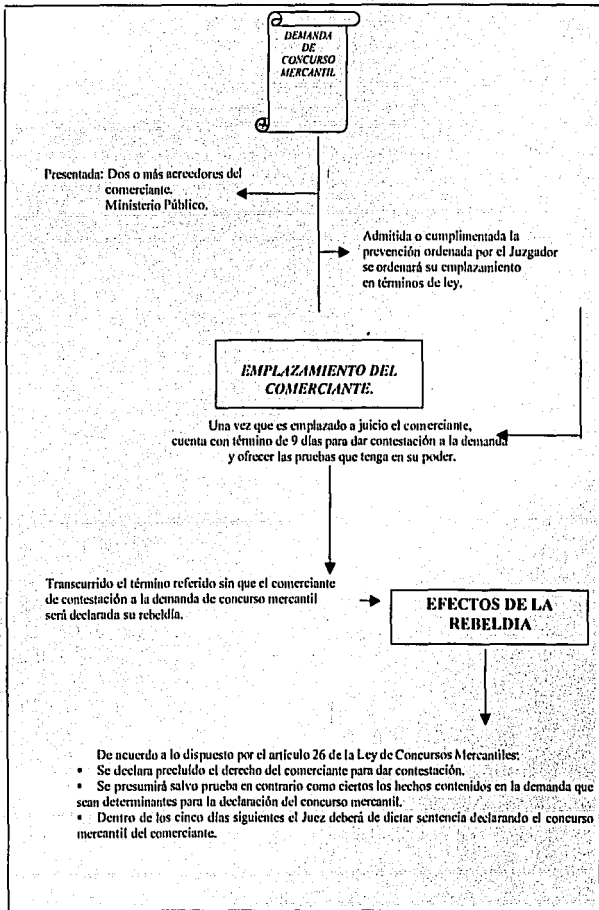 DEMANDA
DE
CONCURSO
MERCANTIL
Presentada: Dos o más acreedores del
comerciante.
Ministerio Público.
Admitida o cumplimentada la
prevención ordenada por el Juzgador
se ordenará su emplazamiento
en términos de ley.
EMPLAZAMIENTO DEL
COMERCIANTE.
Una vez que es emplazado a juicio el comerciante,
cuenta con término de 9 días para dar contestación a la demanda
y ofrecer las pruebas que tenga en su poder.
Transcurrido el término referido sin que el comerciante
de contestación a la demanda de concurso mercantil
será declarada su rebeldía.
EFECTOS DE LA
REBELDIA
De acuerdo a lo dispuesto por el artículo 26 de la Ley de Concursos Mercantiles:
▪ Se declara precluído el derecho del comerciante para dar contestación.
▪ Se presumirá salvo prueba en contrario como ciertos los hechos contenidos en la demanda que
sean determinantes para la declaración del concurso mercantil.
▪ Dentro de los cinco días siguientes el Juez deberá de dictar sentencia declarando el concurso
mercantil del comerciante.